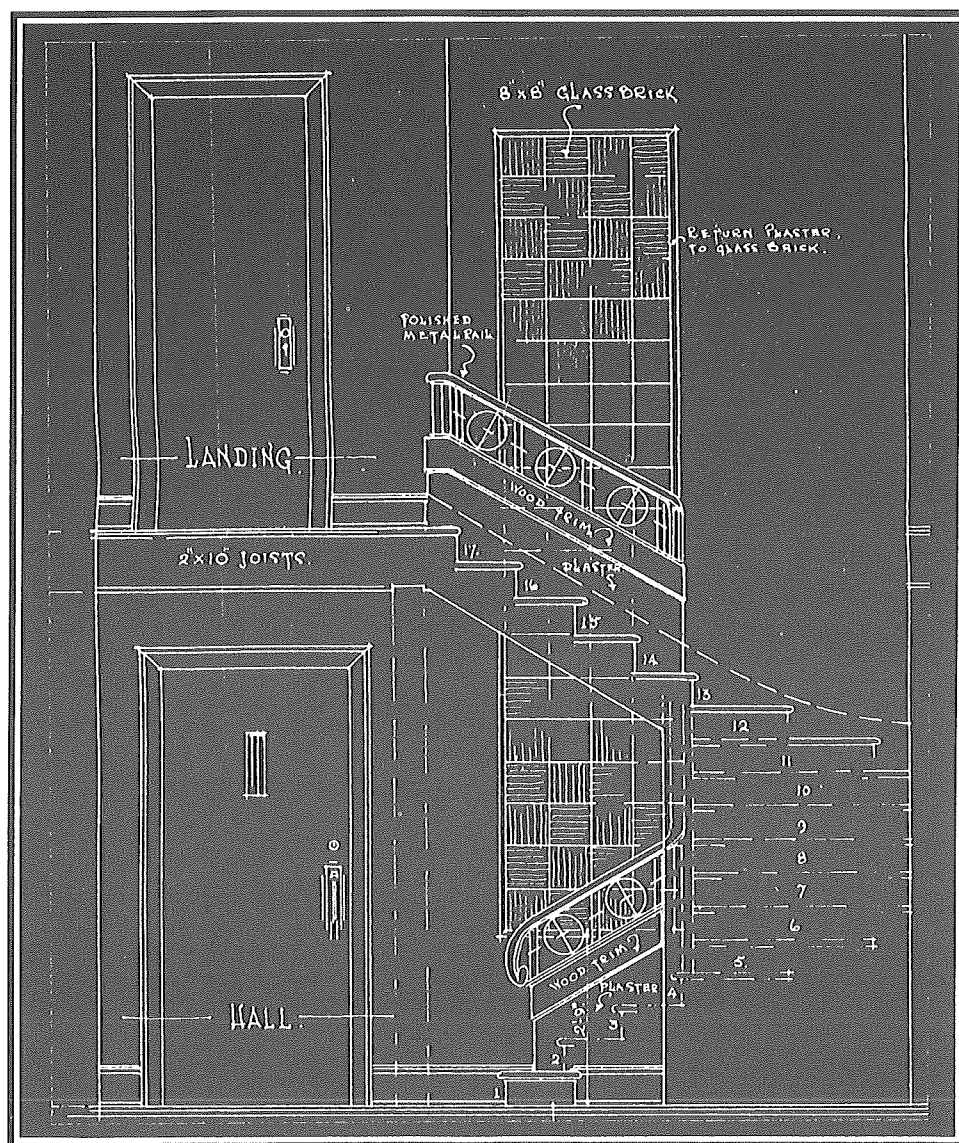 8"x8" GLASS BRICK
RETURN PLASTER
TO GLASS BRICK.
POLISHED
METAL RAIL
LANDING.
WOOD TRIM
2"x10" JOISTS.
PLASTER
17.
16
15
14
13
12
11
10
9
8
7
6
5.
WOOD TRIM
4
PLASTER
2'-9"
3
HALL.
2
1